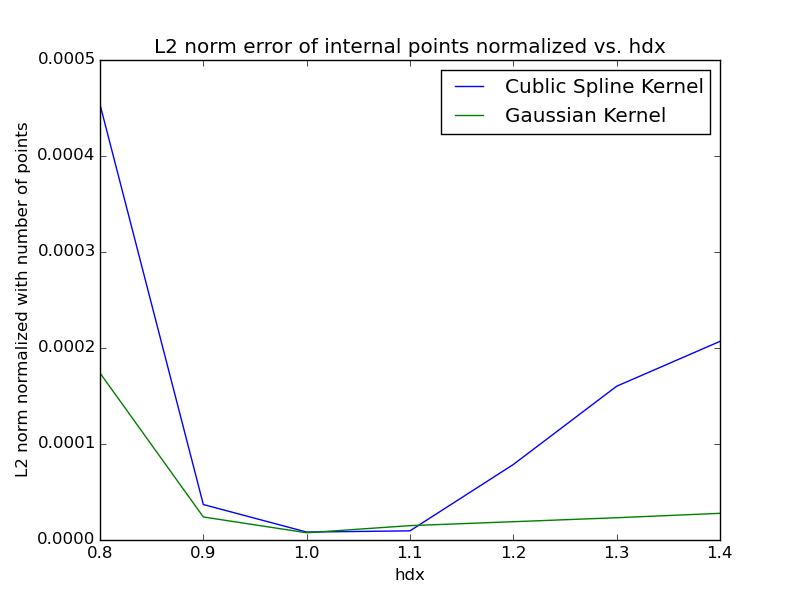 L2 norm error of internal points normalized vs. hdx
Cublic Spline Kernel
Gaussian Kernel
L2 norm normalized with number of points
0.0005
0.0004
0.0003
0.0002
0.0001
0.0000
0.8 0.9 1.0 1.1 1.2 1.3 1.4
hdx